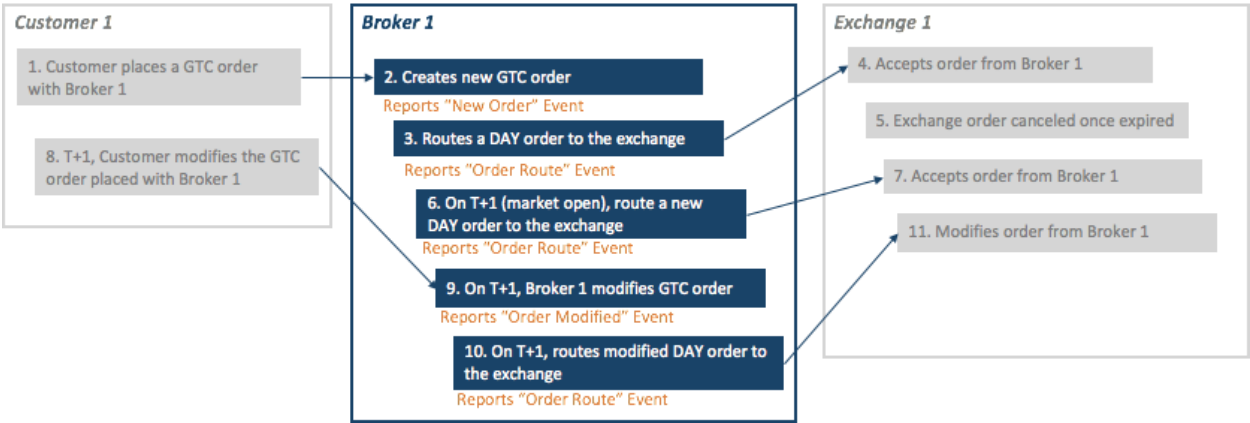 Customer 1
1. Customer places a GTC order
with Broker 1
8. T+1, Customer modifies the GTC
order placed with Broker 1
Broker 1
2. Creates new GTC order
Reports "New Order" Event
3. Routes a DAY order to the exchange
Reports "Order Route" Event
6. On T+1 (market open), route a new
DAY order to the exchange
Reports "Order Route" Event
9. On T+1, Broker 1 modifies GTC order
Reports "Order Modified" Event
10. On T+1, routes modified DAY order to
the exchange
Reports "Order Route" Event
Exchange 1
4. Accepts order from Broker 1
5. Exchange order canceled once expired
7. Accepts order from Broker 1
11. Modifies order from Broker 1